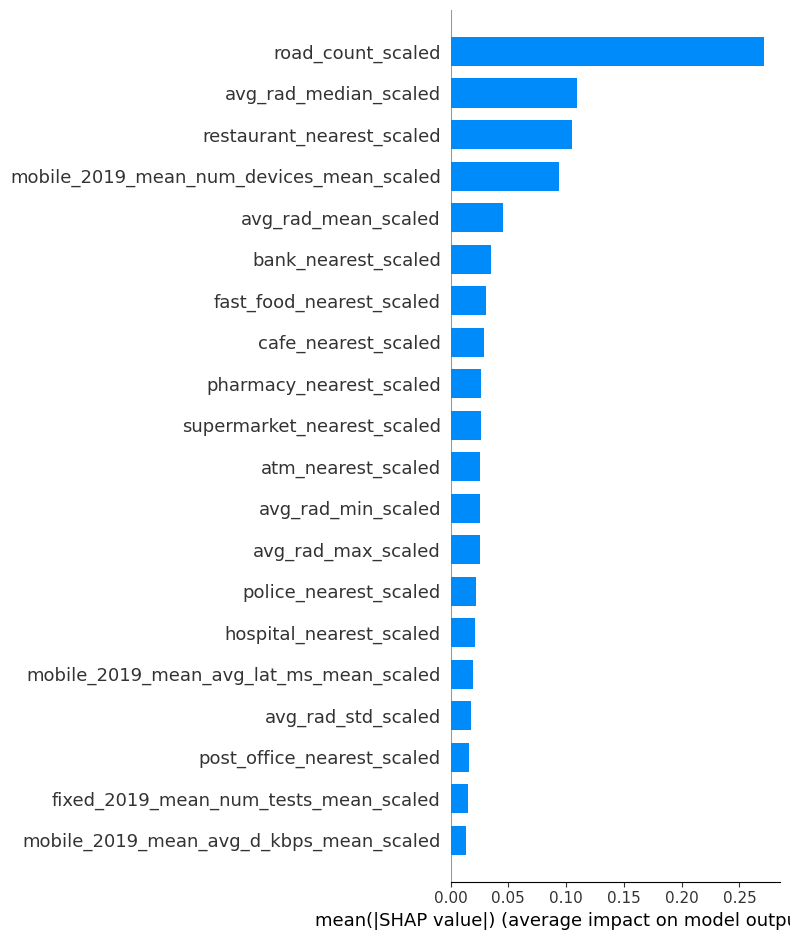 road_count_scaled
avg_rad_median_scaled
restaurant_nearest_scaled
mobile_2019_mean_num_devices_mean_scaled
avg_rad_mean_scaled
bank_nearest_scaled
fast_food_nearest_scaled
cafe_nearest_scaled
pharmacy_nearest_scaled
supermarket_nearest_scaled
atm_nearest_scaled
avg_rad_min_scaled
avg_rad_max_scaled
police_nearest_scaled
hospital_nearest_scaled
mobile_2019_mean_avg_lat_ms_mean_scaled
avg_rad_std_scaled
post_office_nearest_scaled
fixed_2019_mean_num_tests_mean_scaled
mobile_2019_mean_avg_d_kbps_mean_scaled
0.00 0.05 0.10 0.15 0.20 0.25
mean(|SHAP value|) (average impact on model outpu